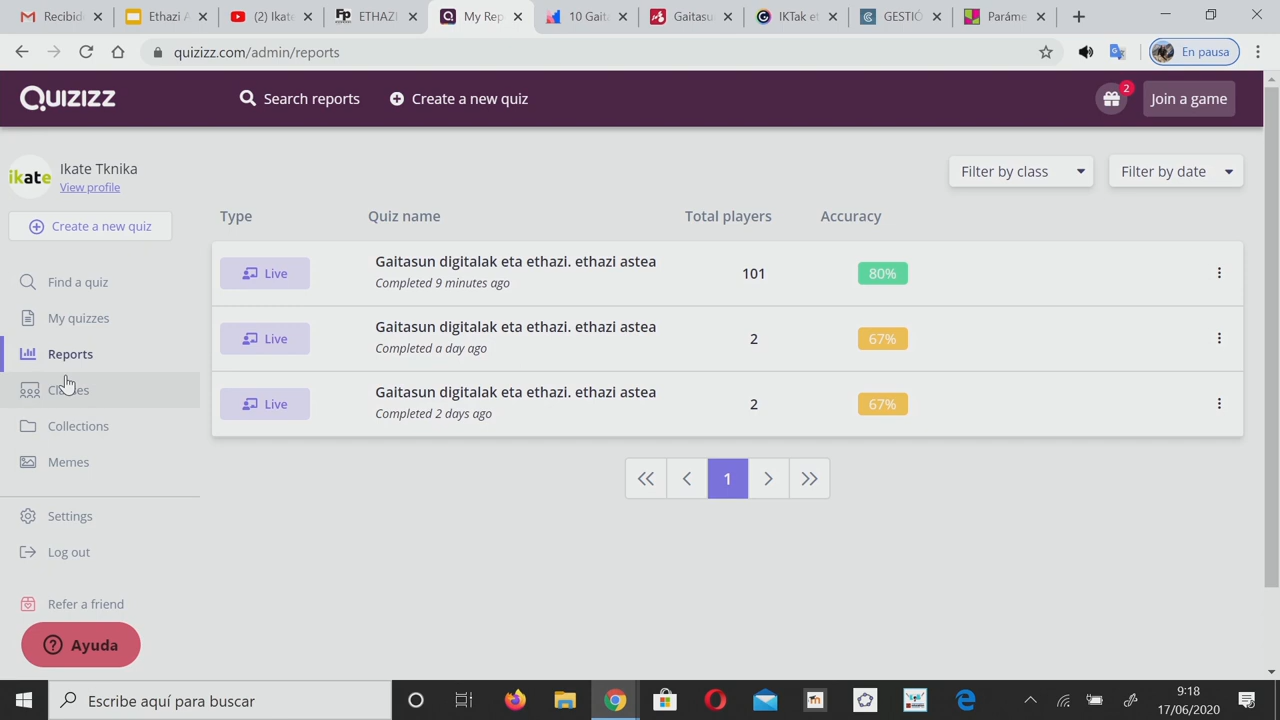 Recibid
Ethazi A
(2) Ikate
ETHAZI
My Rep
10 Gaita
Gaitasun
IKTak et
GESTIÓ
Paráme
quizizz.com/admin/reports
En pausa
QUIZIZZ
Search reports
Create a new quiz
2
Join a game
ikate
Ikate Tknika
View profile
Filter by class
Filter by date
Create a new quiz
Type
Quiz name
Total players
Accuracy
Find a quiz
My quizzes
Reports
Classes
Collections
Memes
Settings
Log out
Refer a friend
Ayuda
Live
Gaitasun digitalak eta ethazi. ethazi astea
Completed 9 minutes ago
101
80%
Live
Gaitasun digitalak eta ethazi. ethazi astea
Completed a day ago
2
67%
Live
Gaitasun digitalak eta ethazi. ethazi astea
Completed 2 days ago
2
67%
1
Escribe aquí para buscar
9:18
17/06/2020